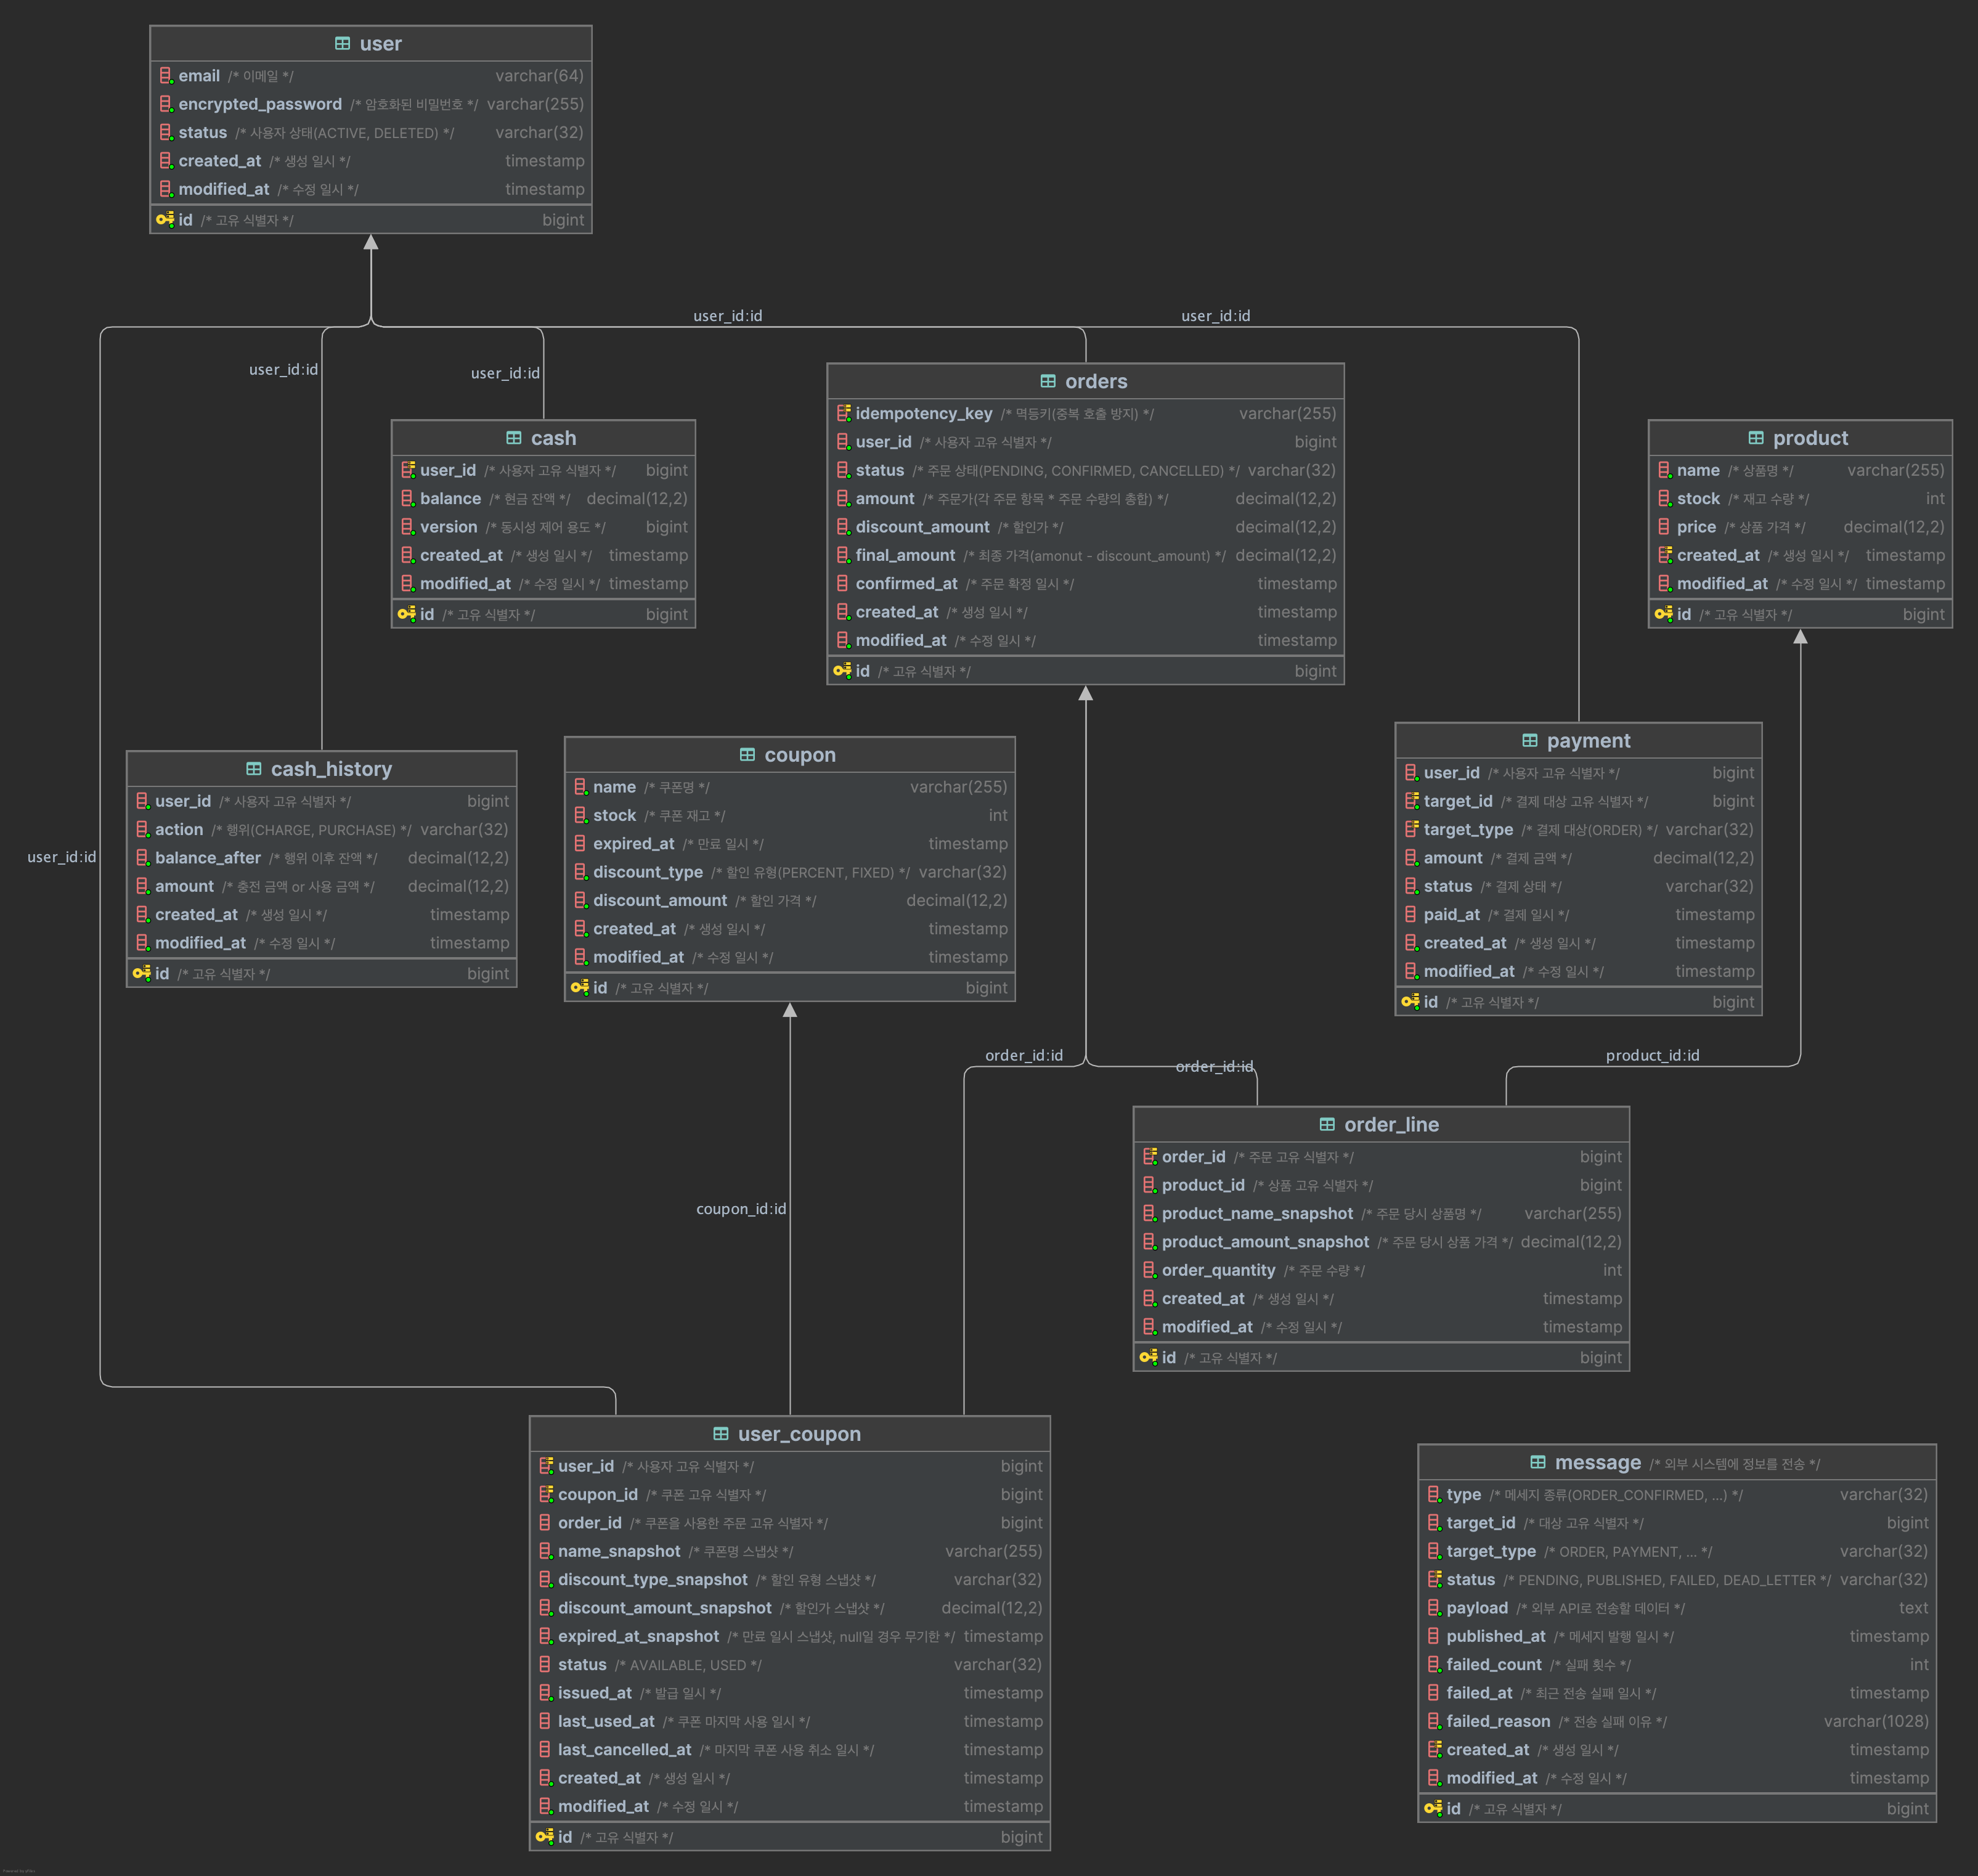 user
email /* 이메일 */ varchar(64)
encrypted_password /* 암호화된 비밀번호 */ varchar(255)
status /* 사용자 상태(ACTIVE, DELETED) */ varchar(32)
created_at /* 생성 일시 */ timestamp
modified_at /* 수정 일시 */ timestamp
id /* 고유 식별자 */ bigint
user_id:id
user_id:id
user_id:id
user_id:id
user_id:id
cash
user_id /* 사용자 고유 식별자 */ bigint
balance /* 현금 잔액 */ decimal(12,2)
version /* 동시성 제어 용도 */ bigint
created_at /* 생성 일시 */ timestamp
modified_at /* 수정 일시 */ timestamp
id /* 고유 식별자 */ bigint
orders
idempotency_key /* 멱등키(중복 호출 방지) */ varchar(255)
user_id /* 사용자 고유 식별자 */ bigint
status /* 주문 상태(PENDING, CONFIRMED, CANCELLED) */ varchar(32)
amount /* 주문가(각 주문 항목 * 주문 수량의 총합) */ decimal(12,2)
discount_amount /* 할인가 */ decimal(12,2)
final_amount /* 최종 가격(amonut - discount_amount) */ decimal(12,2)
confirmed_at /* 주문 확정 일시 */ timestamp
created_at /* 생성 일시 */ timestamp
modified_at /* 수정 일시 */ timestamp
id /* 고유 식별자 */ bigint
product
name /* 상품명 */ varchar(255)
stock /* 재고 수량 */ int
price /* 상품 가격 */ decimal(12,2)
created_at /* 생성 일시 */ timestamp
modified_at /* 수정 일시 */ timestamp
id /* 고유 식별자 */ bigint
cash_history
user_id /* 사용자 고유 식별자 */ bigint
action /* 행위(CHARGE, PURCHASE) */ varchar(32)
balance_after /* 행위 이후 잔액 */ decimal(12,2)
amount /* 충전 금액 or 사용 금액 */ decimal(12,2)
created_at /* 생성 일시 */ timestamp
modified_at /* 수정 일시 */ timestamp
id /* 고유 식별자 */ bigint
coupon
name /* 쿠폰명 */ varchar(255)
stock /* 쿠폰 재고 */ int
expired_at /* 만료 일시 */ timestamp
discount_type /* 할인 유형(PERCENT, FIXED) */ varchar(32)
discount_amount /* 할인 가격 */ decimal(12,2)
created_at /* 생성 일시 */ timestamp
modified_at /* 수정 일시 */ timestamp
id /* 고유 식별자 */ bigint
payment
user_id /* 사용자 고유 식별자 */ bigint
target_id /* 결제 대상 고유 식별자 */ bigint
target_type /* 결제 대상(ORDER) */ varchar(32)
amount /* 결제 금액 */ decimal(12,2)
status /* 결제 상태 */ varchar(32)
paid_at /* 결제 일시 */ timestamp
created_at /* 생성 일시 */ timestamp
modified_at /* 수정 일시 */ timestamp
id /* 고유 식별자 */ bigint
order_id:id
order_id:id
product_id:id
coupon_id:id
order_line
order_id /* 주문 고유 식별자 */ bigint
product_id /* 상품 고유 식별자 */ bigint
product_name_snapshot /* 주문 당시 상품명 */ varchar(255)
product_amount_snapshot /* 주문 당시 상품 가격 */ decimal(12,2)
order_quantity /* 주문 수량 */ int
created_at /* 생성 일시 */ timestamp
modified_at /* 수정 일시 */ timestamp
id /* 고유 식별자 */ bigint
user_coupon
user_id /* 사용자 고유 식별자 */ bigint
coupon_id /* 쿠폰 고유 식별자 */ bigint
order_id /* 쿠폰을 사용한 주문 고유 식별자 */ bigint
name_snapshot /* 쿠폰명 스냅샷 */ varchar(255)
discount_type_snapshot /* 할인 유형 스냅샷 */ varchar(32)
discount_amount_snapshot /* 할인가 스냅샷 */ decimal(12,2)
expired_at_snapshot /* 만료 일시 스냅샷, null일 경우 무기한 */ timestamp
status /* AVAILABLE, USED */ varchar(32)
issued_at /* 발급 일시 */ timestamp
last_used_at /* 쿠폰 마지막 사용 일시 */ timestamp
last_cancelled_at /* 마지막 쿠폰 사용 취소 일시 */ timestamp
created_at /* 생성 일시 */ timestamp
modified_at /* 수정 일시 */ timestamp
id /* 고유 식별자 */ bigint
message /* 외부 시스템에 정보를 전송 */
type /* 메세지 종류(ORDER_CONFIRMED, ...) */ varchar(32)
target_id /* 대상 고유 식별자 */ bigint
target_type /* ORDER, PAYMENT, ... */ varchar(32)
status /* PENDING, PUBLISHED, FAILED, DEAD_LETTER */ varchar(32)
payload /* 외부 API로 전송할 데이터 */ text
published_at /* 메세지 발행 일시 */ timestamp
failed_count /* 실패 횟수 */ int
failed_at /* 최근 전송 실패 일시 */ timestamp
failed_reason /* 전송 실패 이유 */ varchar(1028)
created_at /* 생성 일시 */ timestamp
modified_at /* 수정 일시 */ timestamp
id /* 고유 식별자 */ bigint